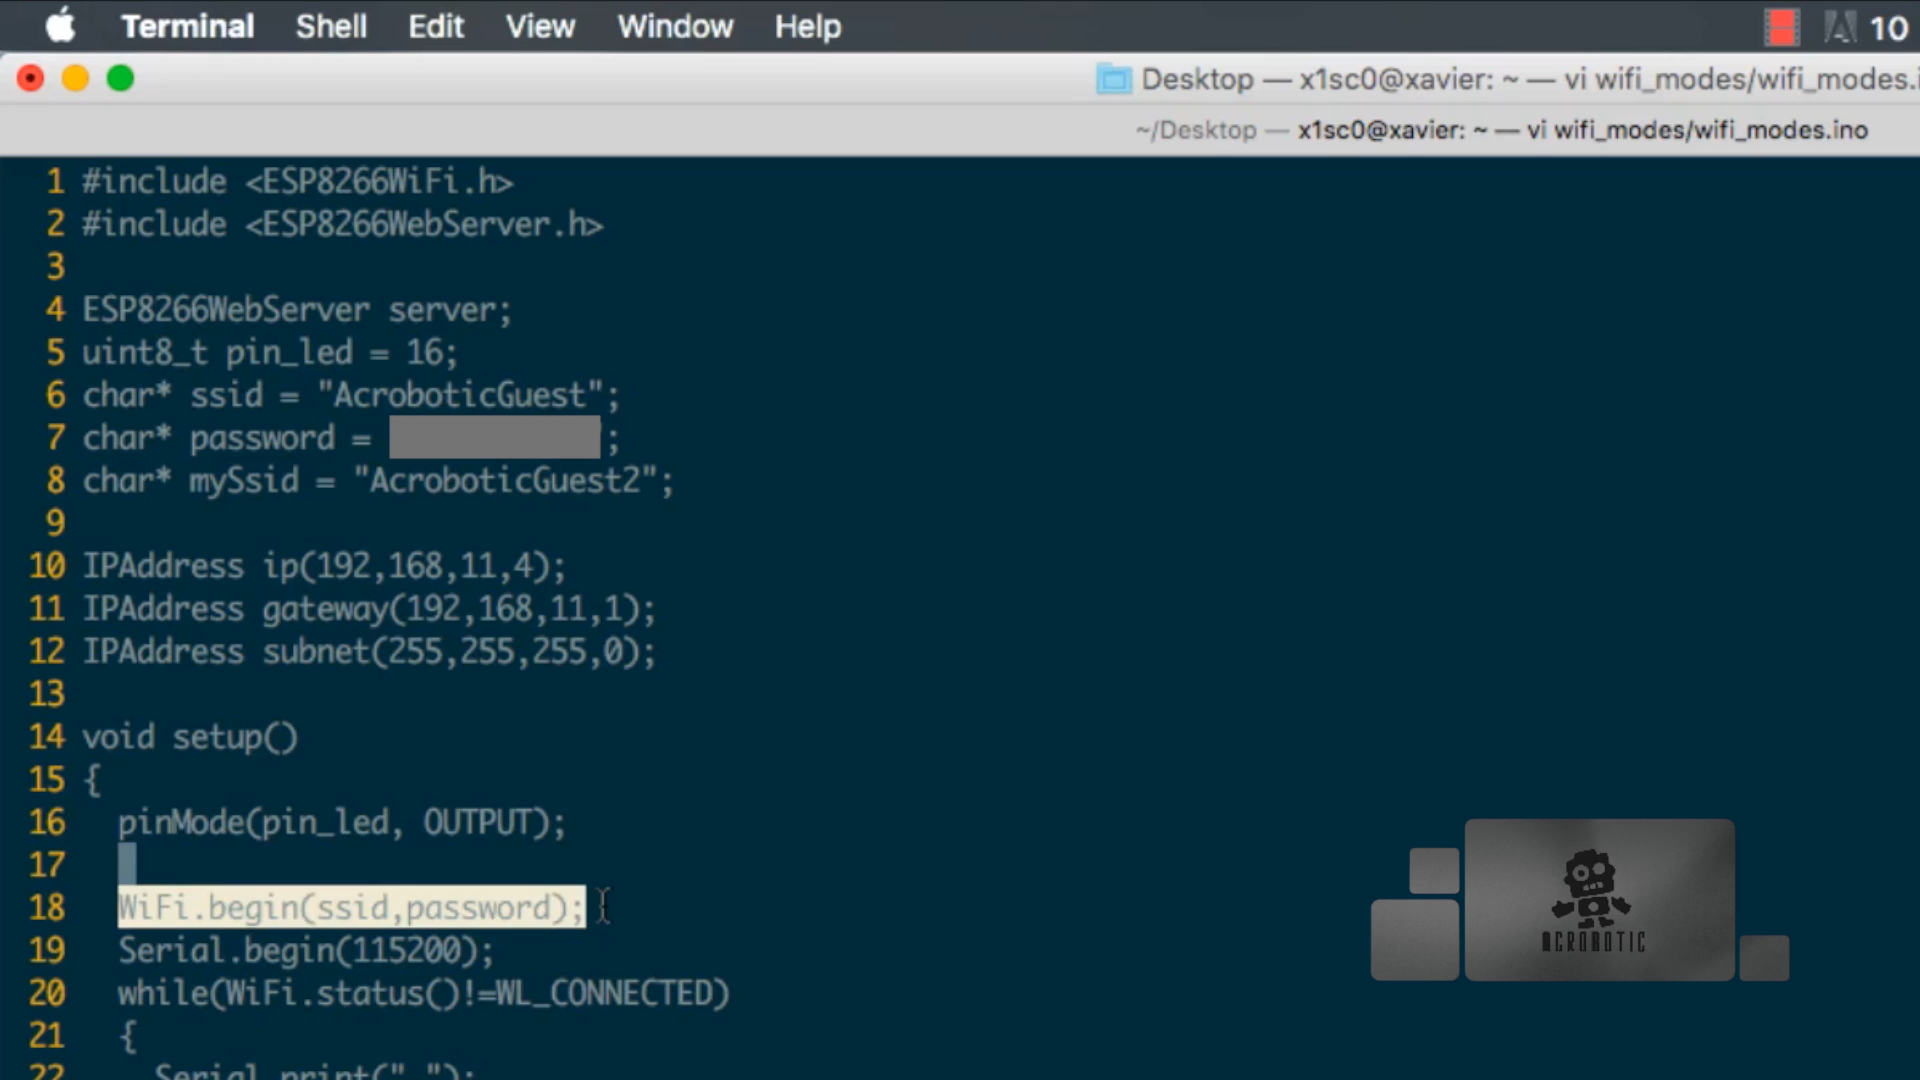 Terminal Shell Edit View Window Help 10
Desktop — x1sc0@xavier: ~ — vi wifi_modes/wifi_modes.i
~/Desktop — x1sc0@xavier: ~ — vi wifi_modes/wifi_modes.ino
1 #include <ESP8266WiFi.h>
2 #include <ESP8266WebServer.h>
3
4 ESP8266WebServer server;
5 uint8_t pin_led = 16;
6 char* ssid = "AcroboticGuest";
7 char* password = ;
8 char* mySsid = "AcroboticGuest2";
9
10 IPAddress ip(192,168,11,4);
11 IPAddress gateway(192,168,11,1);
12 IPAddress subnet(255,255,255,0);
13
14 void setup()
15 {
16 pinMode(pin_led, OUTPUT);
17
18 WiFi.begin(ssid,password);
19 Serial.begin(115200);
20 while(WiFi.status()!=WL_CONNECTED)
21 {
22 Serial.print(".");
ACROBOTIC